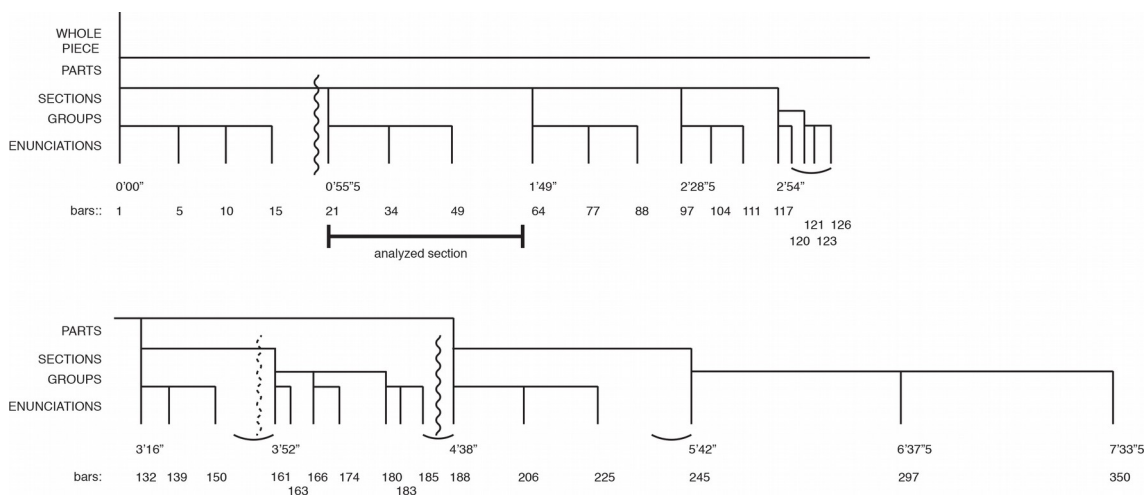 WHOLE
PIECE
PARTS
SECTIONS
GROUPS
ENUNCIATIONS
0'00" 0'55"5 1'49" 2'28"5 2'54"
bars:: 1 5 10 15 21 34 49 64 77 88 97 104 111 117
121 126
120 123
analyzed section
PARTS
SECTIONS
GROUPS
ENUNCIATIONS
3'16" 3'52" 4'38" 5'42" 6'37"5 7'33"5
bars: 132 139 150 161 166 174 180 185 188 206 225 245 297 350
163 183